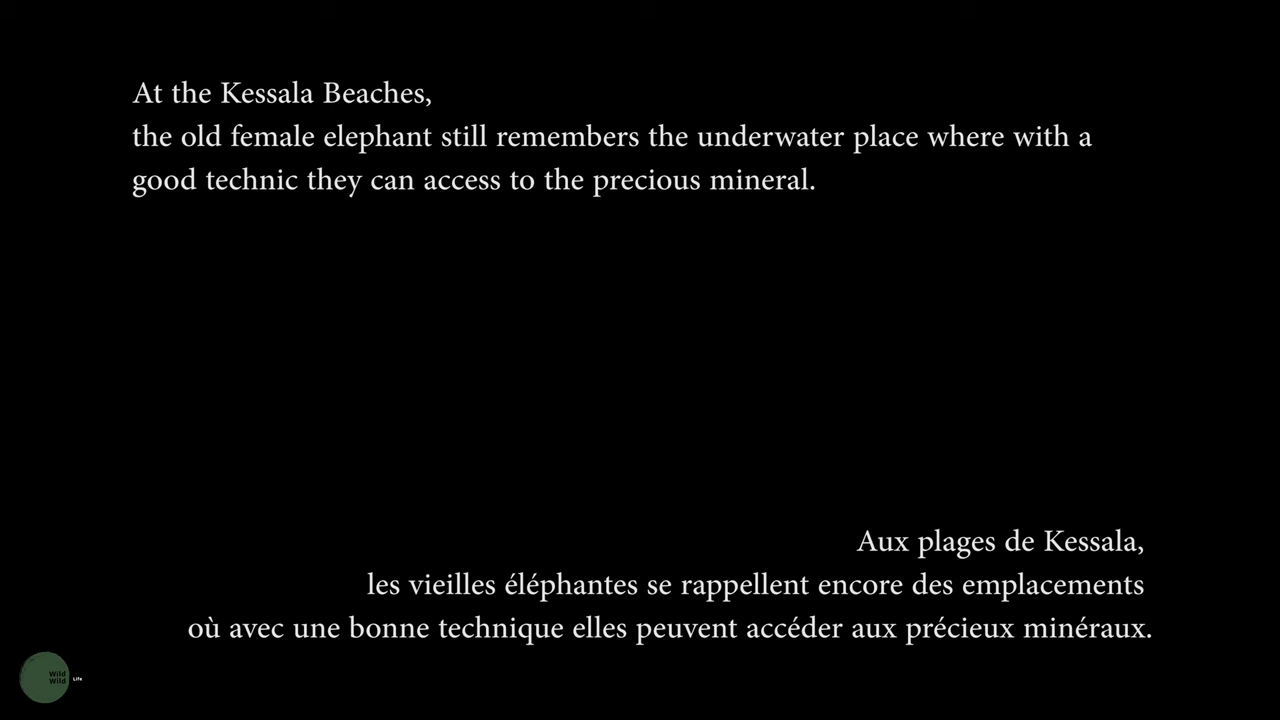 At the Kessala Beaches,
the old female elephant still remembers the underwater place where with a
good technic they can access to the precious mineral.
Aux plages de Kessala,
les vieilles éléphantes se rappellent encore des emplacements
où avec une bonne technique elles peuvent accéder aux précieux minéraux.
Wild
Wild Life